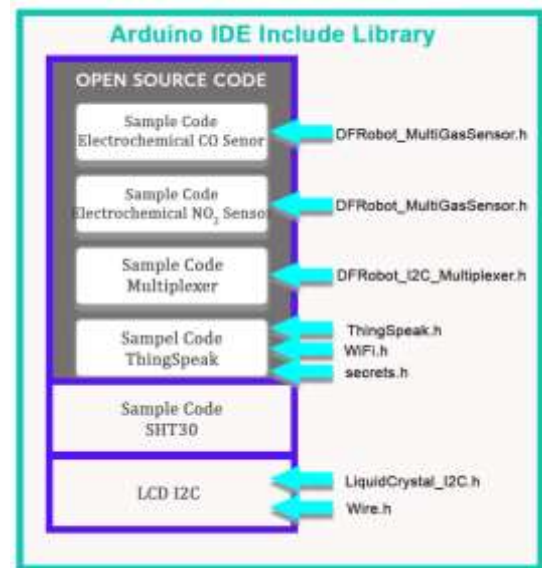 Arduino IDE Include Library
OPEN SOURCE CODE
Sample Code
Electrochemical CO Senor
DFRobot_MultiGasSensor.h
Sample Code
Electrochemical NO₂ Sensor
DFRobot_MultiGasSensor.h
Sample Code
Multiplexer
DFRobot_I2C_Multiplexer.h
Sampel Code
ThingSpeak
ThingSpeak.h
WiFi.h
secrets.h
Sample Code
SHT30
LCD I2C
LiquidCrystal_I2C.h
Wire.h